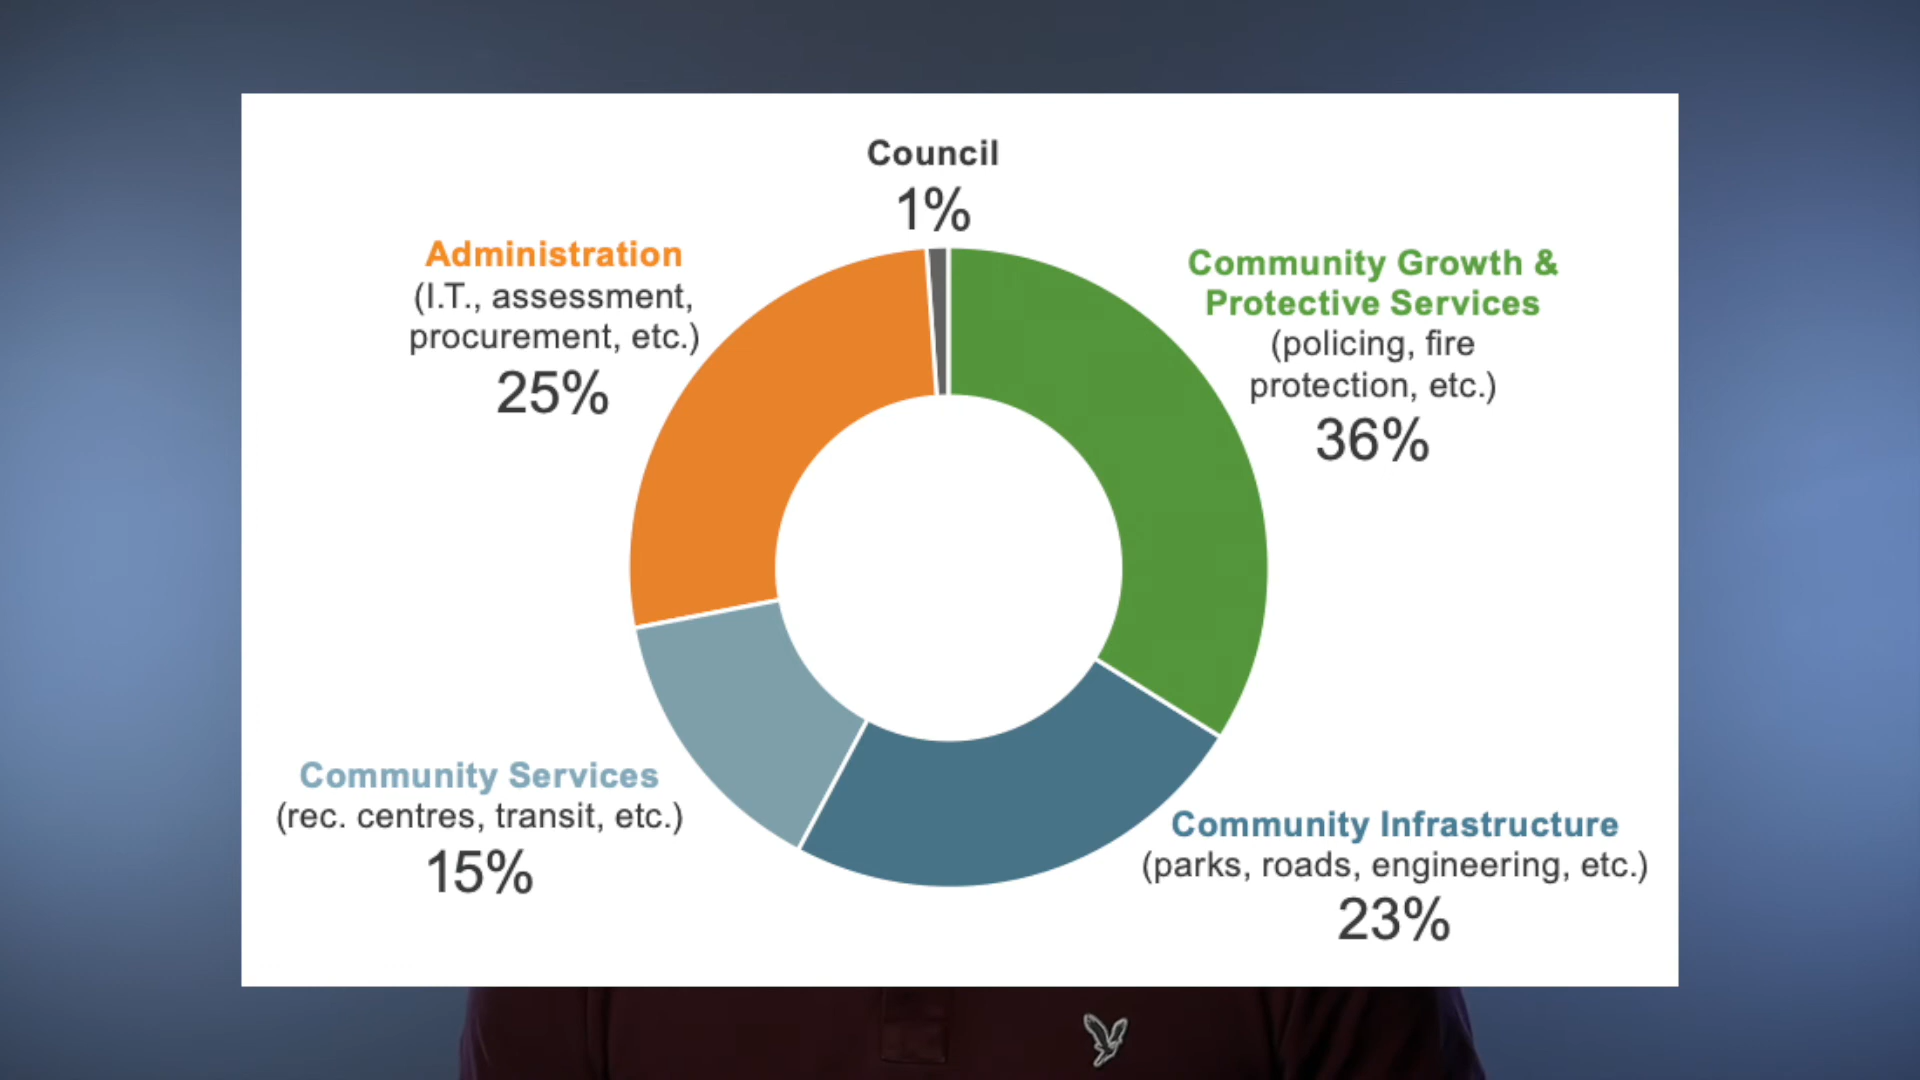 Council
1%
Administration
(I.T., assessment,
procurement, etc.)
25%
Community Growth &
Protective Services
(policing, fire
protection, etc.)
36%
Community Services
(rec. centres, transit, etc.)
15%
Community Infrastructure
(parks, roads, engineering, etc.)
23%